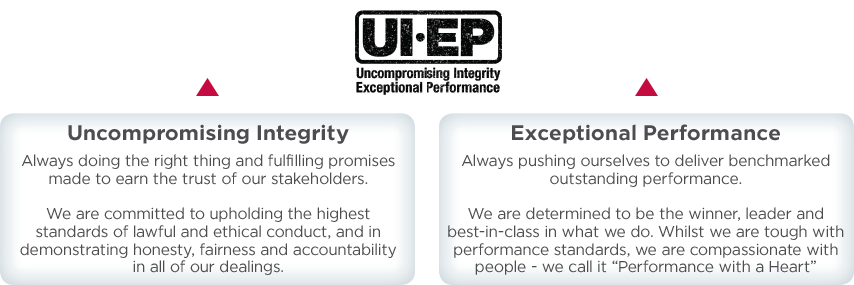 UI·EP
Uncompromising Integrity
Exceptional Performance
Uncompromising Integrity
Always doing the right thing and fulfilling promises
made to earn the trust of our stakeholders.
We are committed to upholding the highest
standards of lawful and ethical conduct, and in
demonstrating honesty, fairness and accountability
in all of our dealings.
Exceptional Performance
Always pushing ourselves to deliver benchmarked
outstanding performance.
We are determined to be the winner, leader and
best-in-class in what we do. Whilst we are tough with
performance standards, we are compassionate with
people - we call it “Performance with a Heart”